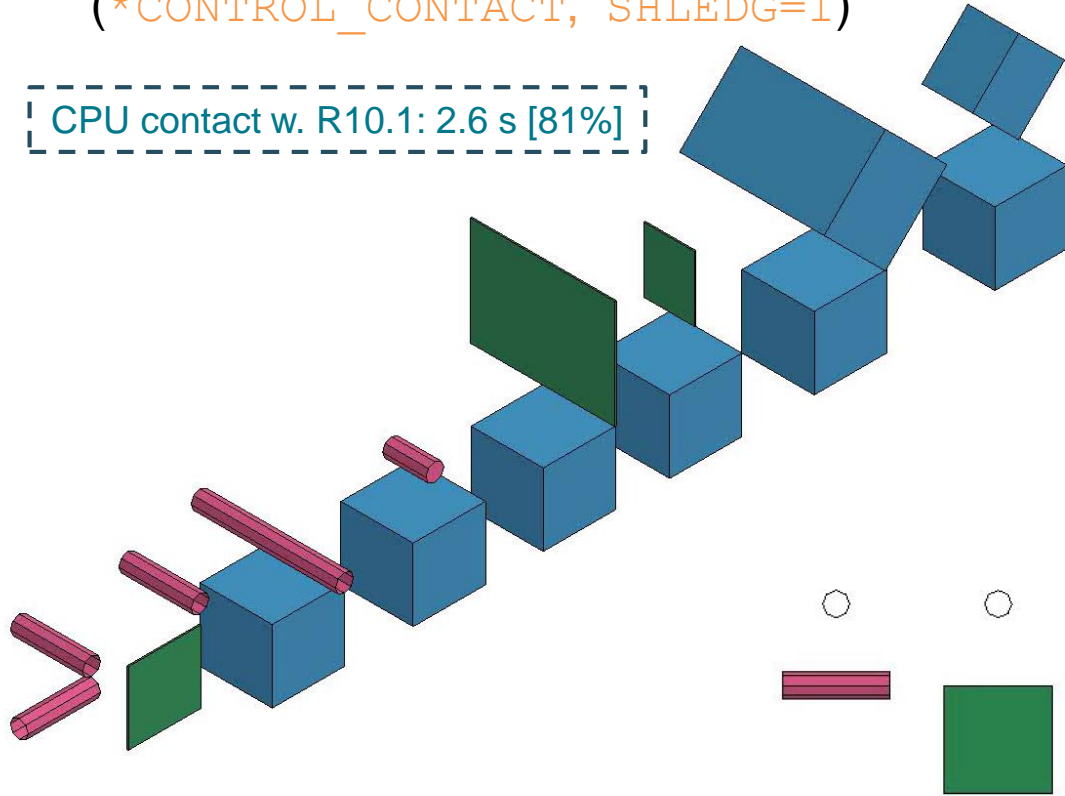 (*CONTROL_CONTACT, SHLEDG=1)
CPU contact w. R10.1: 2.6 s [81%]